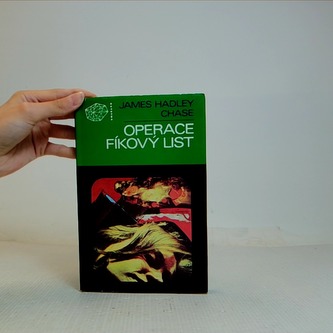 JAMES HADLEY
CHASE
OPERACE
FÍKOVÝ LIST